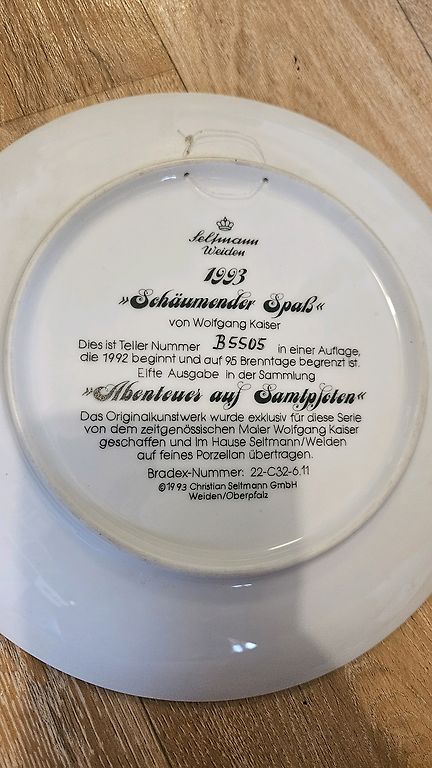 Seltmann
Weiden
1993
»Schäumender Spaß«
von Wolfgang Kaiser
Dies ist Teller Nummer B5505 in einer Auflage,
die 1992 beginnt und auf 95 Brenntage begrenzt ist.
Elfte Ausgabe in der Sammlung
»Abenteuer auf Samtpfoten«
Das Originalkunstwerk wurde exklusiv für diese Serie
von dem zeitgenössischen Maler Wolfgang Kaiser
geschaffen und im Hause Seltmann/Weiden
auf feines Porzellan übertragen.
Bradex-Nummer: 22-C32-6.11
©1993 Christian Seltmann GmbH
Weiden/Oberpfalz